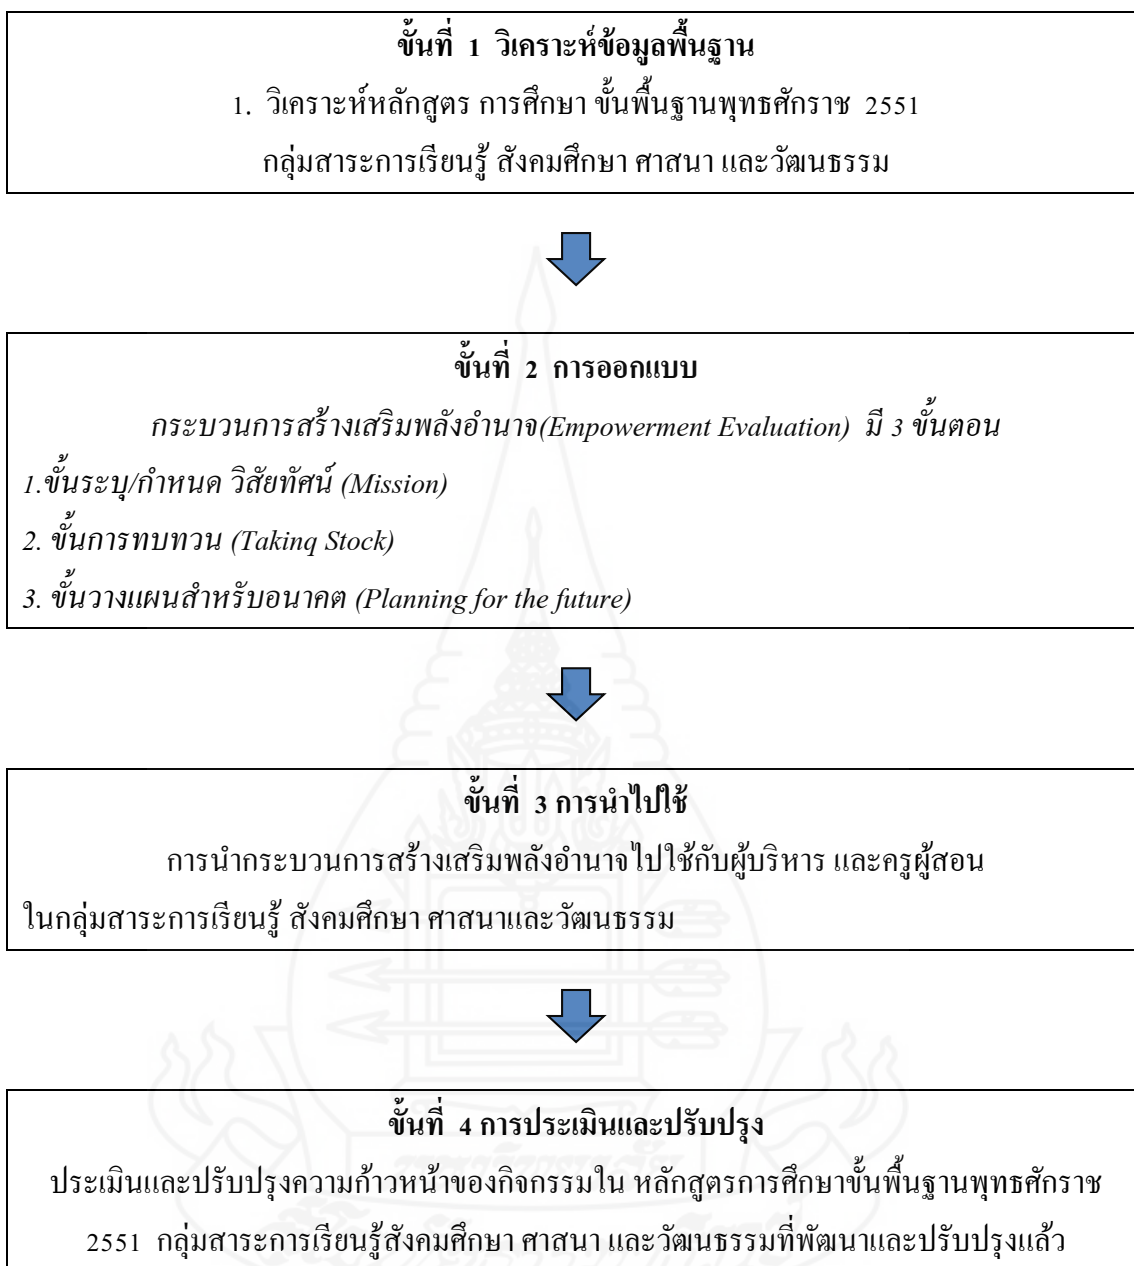 ขั้นที่ 1 วิเคราะห์ข้อมูลพื้นฐาน
1. วิเคราะห์หลักสูตร การศึกษา ขั้นพื้นฐานพุทธศักราช 2551
กลุ่มสาระการเรียนรู้ สังคมศึกษา ศาสนา และวัฒนธรรม
ขั้นที่ 2 การออกแบบ
กระบวนการสร้างเสริมพลังอำนาจ(Empowerment Evaluation) มี 3 ขั้นตอน
1.ขั้นระบุ/กำหนด วิสัยทัศน์ (Mission)
2. ขั้นการทบทวน (Takinq Stock)
3. ขั้นวางแผนสำหรับอนาคต (Planning for the future)
ขั้นที่ 3 การนำไปใช้
การนำกระบวนการสร้างเสริมพลังอำนาจไปใช้กับผู้บริหาร และครูผู้สอน
ในกลุ่มสาระการเรียนรู้ สังคมศึกษา ศาสนาและวัฒนธรรม
ขั้นที่ 4 การประเมินและปรับปรุง
ประเมินและปรับปรุงความก้าวหน้าของกิจกรรมใน หลักสูตรการศึกษาขั้นพื้นฐานพุทธศักราช
2551 กลุ่มสาระการเรียนรู้สังคมศึกษา ศาสนา และวัฒนธรรมที่พัฒนาและปรับปรุงแล้ว